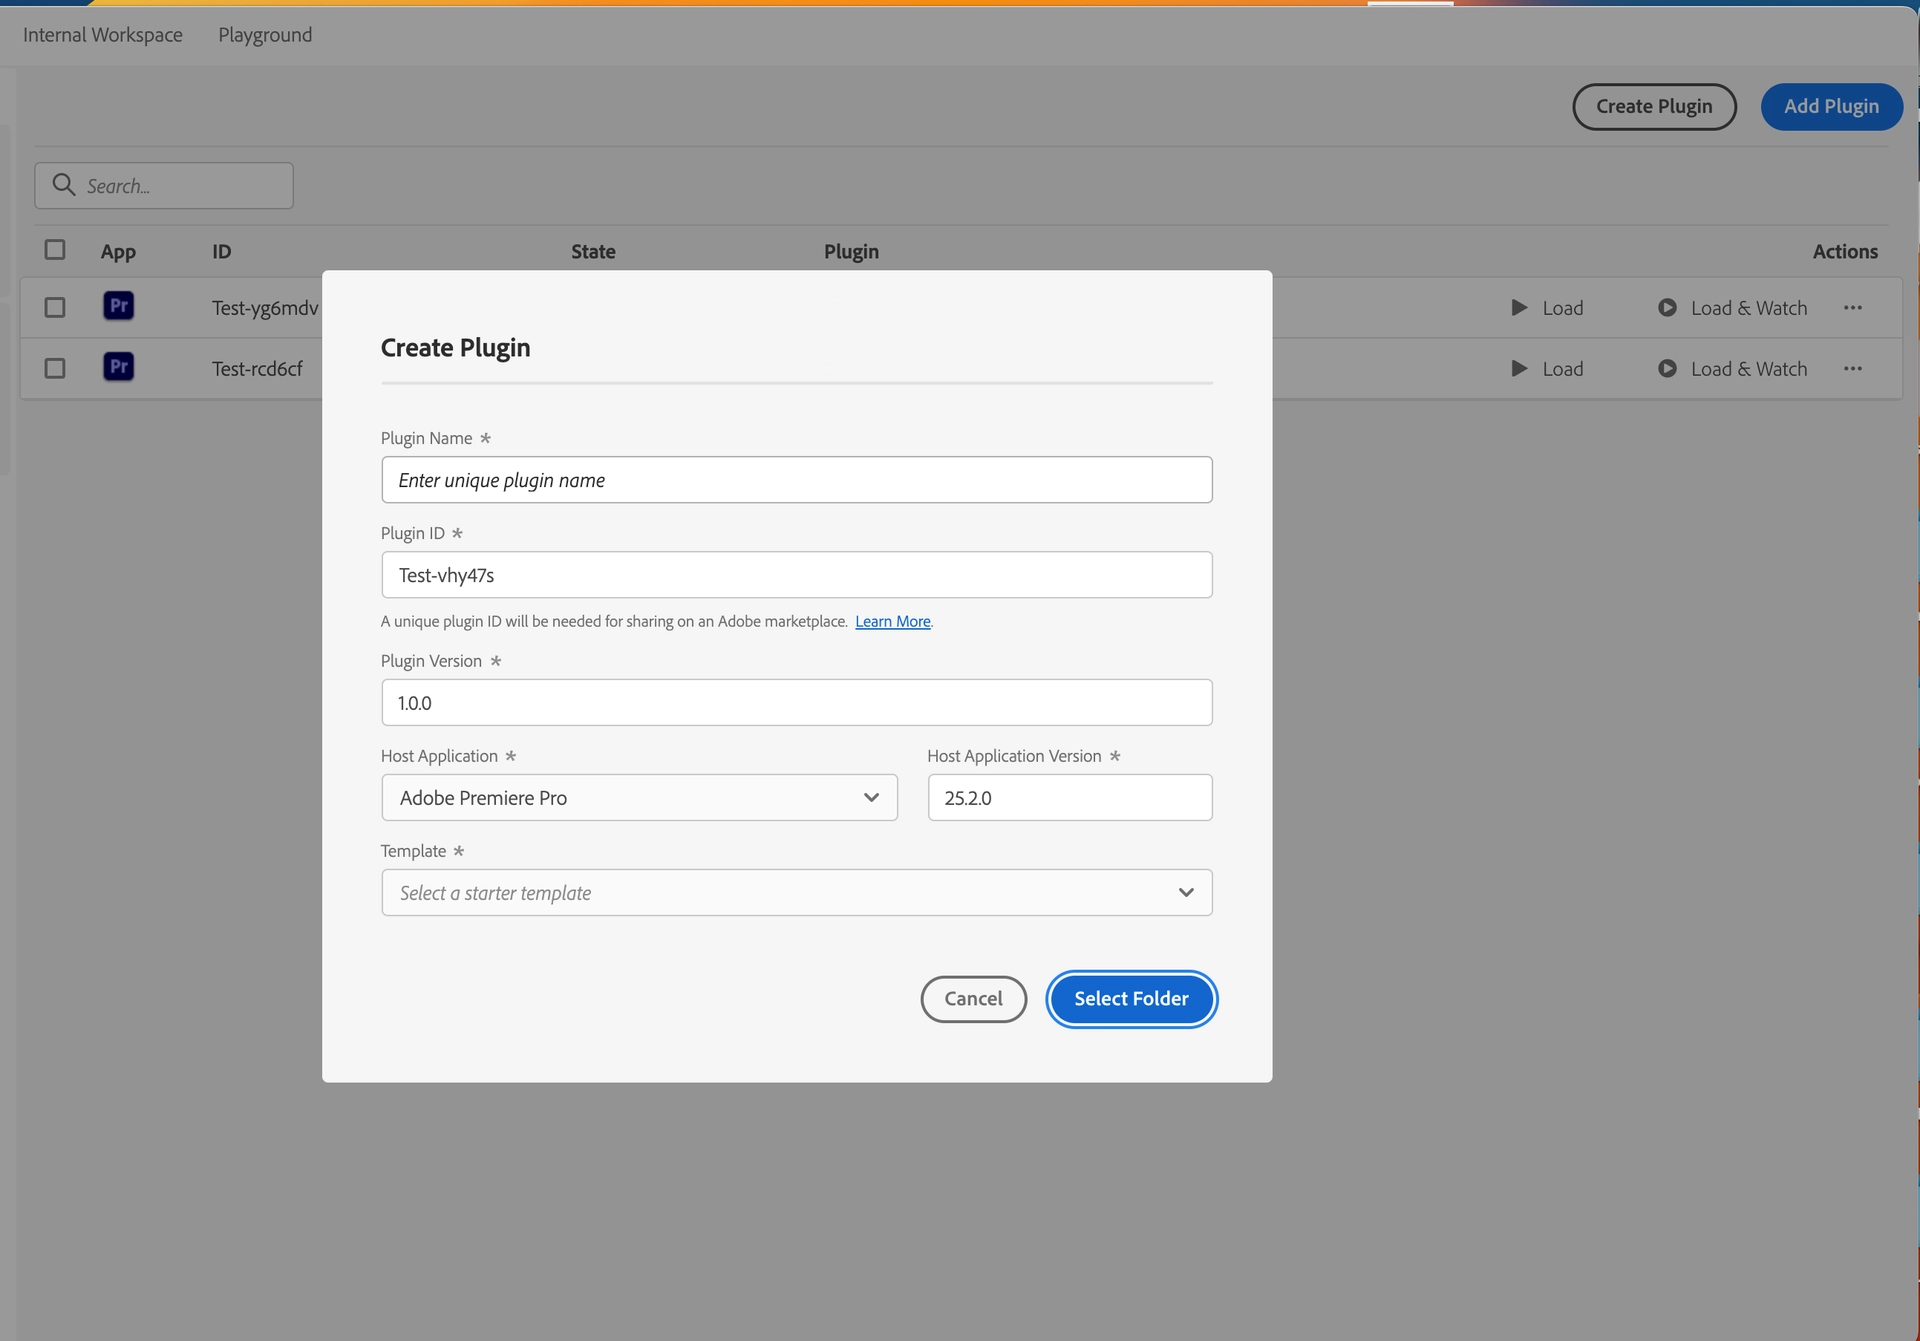 Internal Workspace Playground
Create Plugin Add Plugin
Search...
App ID State Plugin Actions
Pr Test-yg6mdv Load Load & Watch ...
Pr Test-rcd6cf Load Load & Watch ...
Create Plugin
Plugin Name *
Enter unique plugin name
Plugin ID *
Test-vhy47s
A unique plugin ID will be needed for sharing on an Adobe marketplace. Learn More.
Plugin Version *
1.0.0
Host Application * Host Application Version *
Adobe Premiere Pro 25.2.0
Template *
Select a starter template
Cancel Select Folder